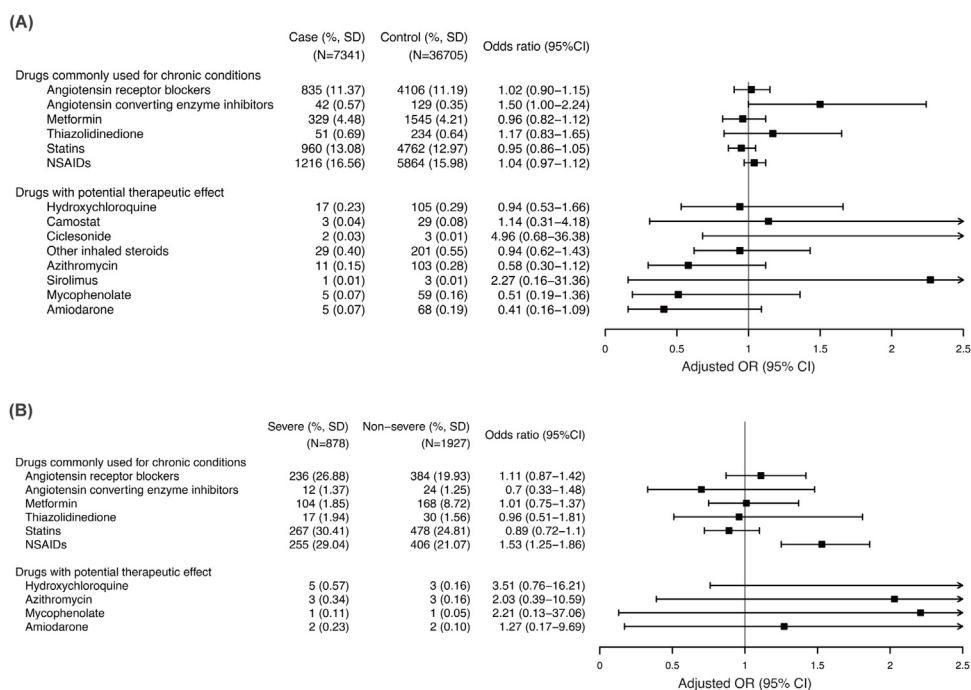 (A)
Case (%, SD) Control (%, SD) Odds ratio (95%CI)
(N=7341) (N=36705)
Drugs commonly used for chronic conditions
Angiotensin receptor blockers 835 (11.37) 4106 (11.19) 1.02 (0.90−1.15)
Angiotensin converting enzyme inhibitors 42 (0.57) 129 (0.35) 1.50 (1.00−2.24)
Metformin 329 (4.48) 1545 (4.21) 0.96 (0.82−1.12)
Thiazolidinedione 51 (0.69) 234 (0.64) 1.17 (0.83−1.65)
Statins 960 (13.08) 4762 (12.97) 0.95 (0.86−1.05)
NSAIDs 1216 (16.56) 5864 (15.98) 1.04 (0.97−1.12)
Drugs with potential therapeutic effect
Hydroxychloroquine 17 (0.23) 105 (0.29) 0.94 (0.53−1.66)
Camostat 3 (0.04) 29 (0.08) 1.14 (0.31−4.18)
Ciclesonide 2 (0.03) 3 (0.01) 4.96 (0.68−36.38)
Other inhaled steroids 29 (0.40) 201 (0.55) 0.94 (0.62−1.43)
Azithromycin 11 (0.15) 103 (0.28) 0.58 (0.30−1.12)
Sirolimus 1 (0.01) 3 (0.01) 2.27 (0.16−31.36)
Mycophenolate 5 (0.07) 59 (0.16) 0.51 (0.19−1.36)
Amiodarone 5 (0.07) 68 (0.19) 0.41 (0.16−1.09)
0 0.5 1 1.5 2 2.5
Adjusted OR (95% CI)
(B)
Severe (%, SD) Non−severe (%, SD) Odds ratio (95%CI)
(N=878) (N=1927)
Drugs commonly used for chronic conditions
Angiotensin receptor blockers 236 (26.88) 384 (19.93) 1.11 (0.87−1.42)
Angiotensin converting enzyme inhibitors 12 (1.37) 24 (1.25) 0.7 (0.33−1.48)
Metformin 104 (1.85) 168 (8.72) 1.01 (0.75−1.37)
Thiazolidinedione 17 (1.94) 30 (1.56) 0.96 (0.51−1.81)
Statins 267 (30.41) 478 (24.81) 0.89 (0.72−1.1)
NSAIDs 255 (29.04) 406 (21.07) 1.53 (1.25−1.86)
Drugs with potential therapeutic effect
Hydroxychloroquine 5 (0.57) 3 (0.16) 3.51 (0.76−16.21)
Azithromycin 3 (0.34) 3 (0.16) 2.03 (0.39−10.59)
Mycophenolate 1 (0.11) 1 (0.05) 2.21 (0.13−37.06)
Amiodarone 2 (0.23) 2 (0.10) 1.27 (0.17−9.69)
0 0.5 1 1.5 2 2.5
Adjusted OR (95% CI)